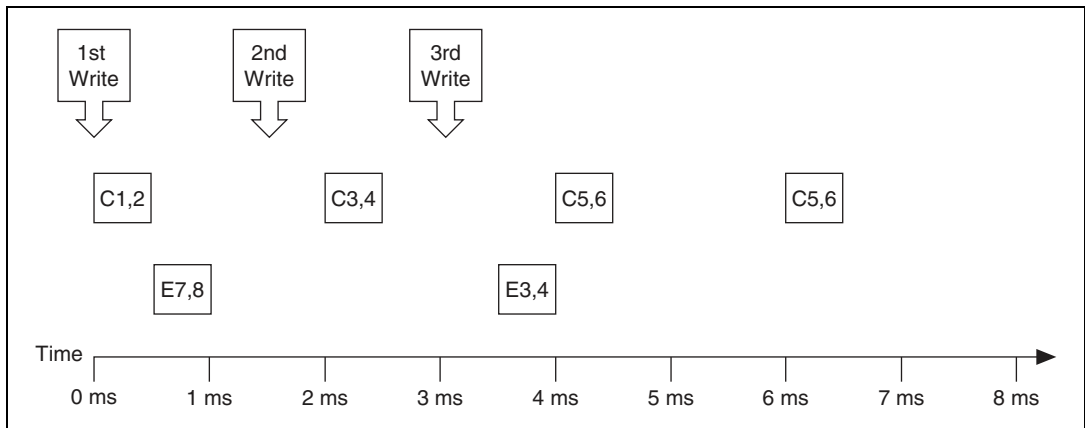 1st
Write
2nd
Write
3rd
Write
C1,2
C3,4
C5,6
C5,6
E7,8
E3,4
Time
0 ms
1 ms
2 ms
3 ms
4 ms
5 ms
6 ms
7 ms
8 ms